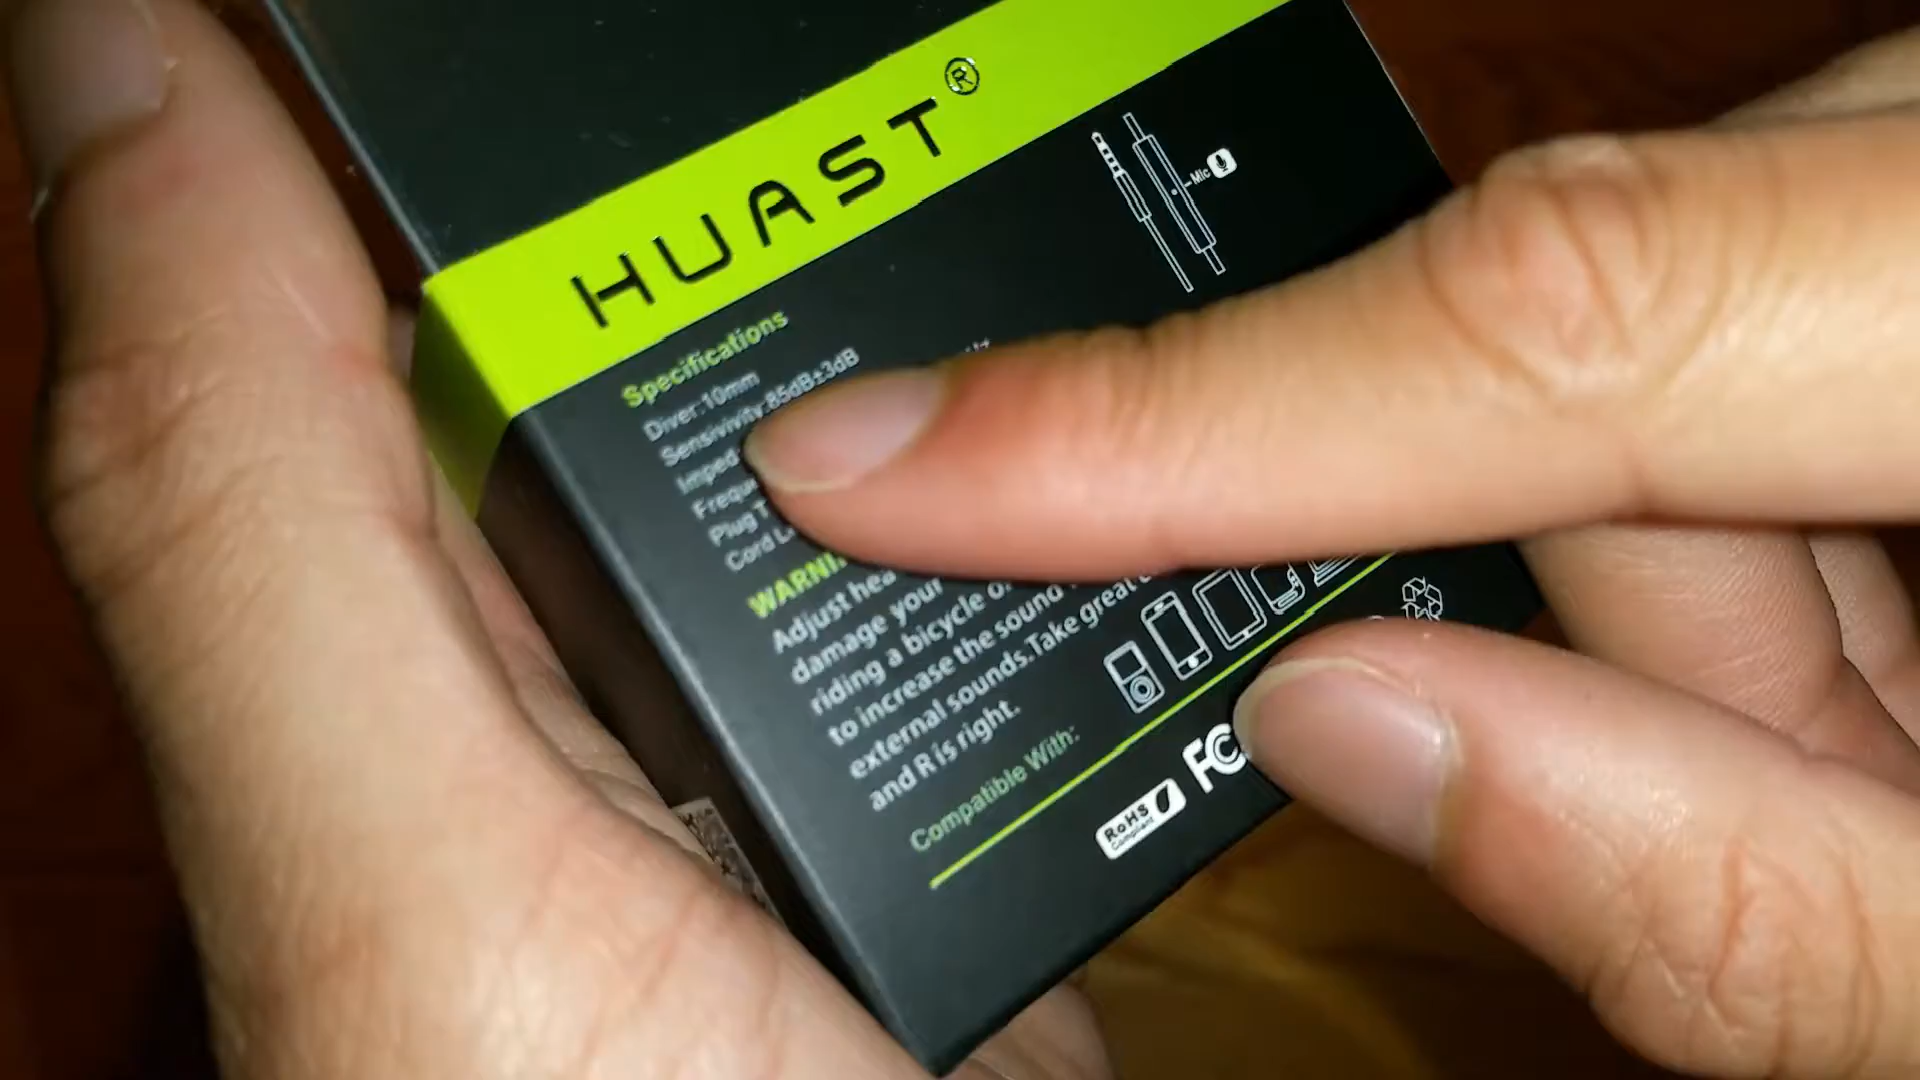 HUAST®
Mic
Specifications
Diver:10mm
Sensivivity:85dB±3dB
Imped
Frequ
Plug T
Cord L
WARNI
Adjust hea
damage your
riding a bicycle o
to increase the sound
external sounds.Take great
and R is right.
Compatible With:
RoHS
Compliant
FC